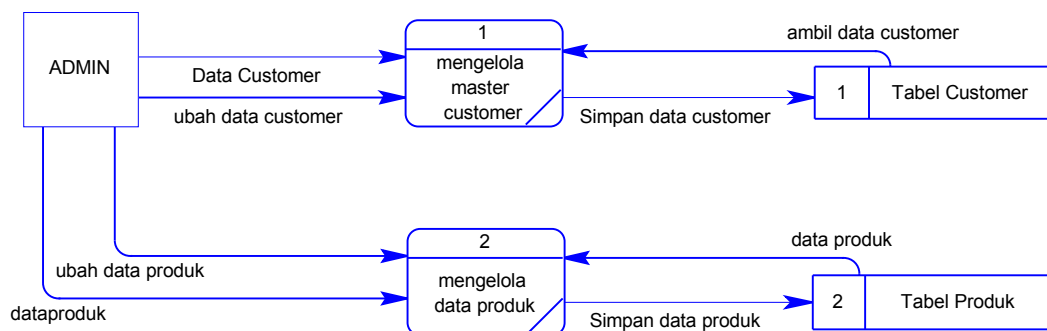 ADMIN
Data Customer
ubah data customer
1
mengelola
master
customer
ambil data customer
Simpan data customer
1
Tabel Customer
ubah data produk
dataproduk
2
mengelola
data produk
data produk
Simpan data produk
2
Tabel Produk